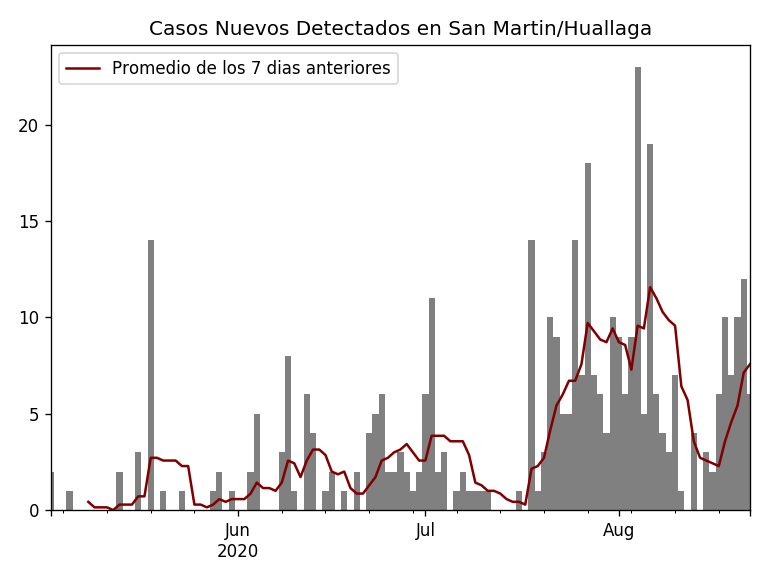 Casos Nuevos Detectados en San Martin/Huallaga
Promedio de los 7 dias anteriores
20
15
10
5
0
Jun
2020
Jul
Aug